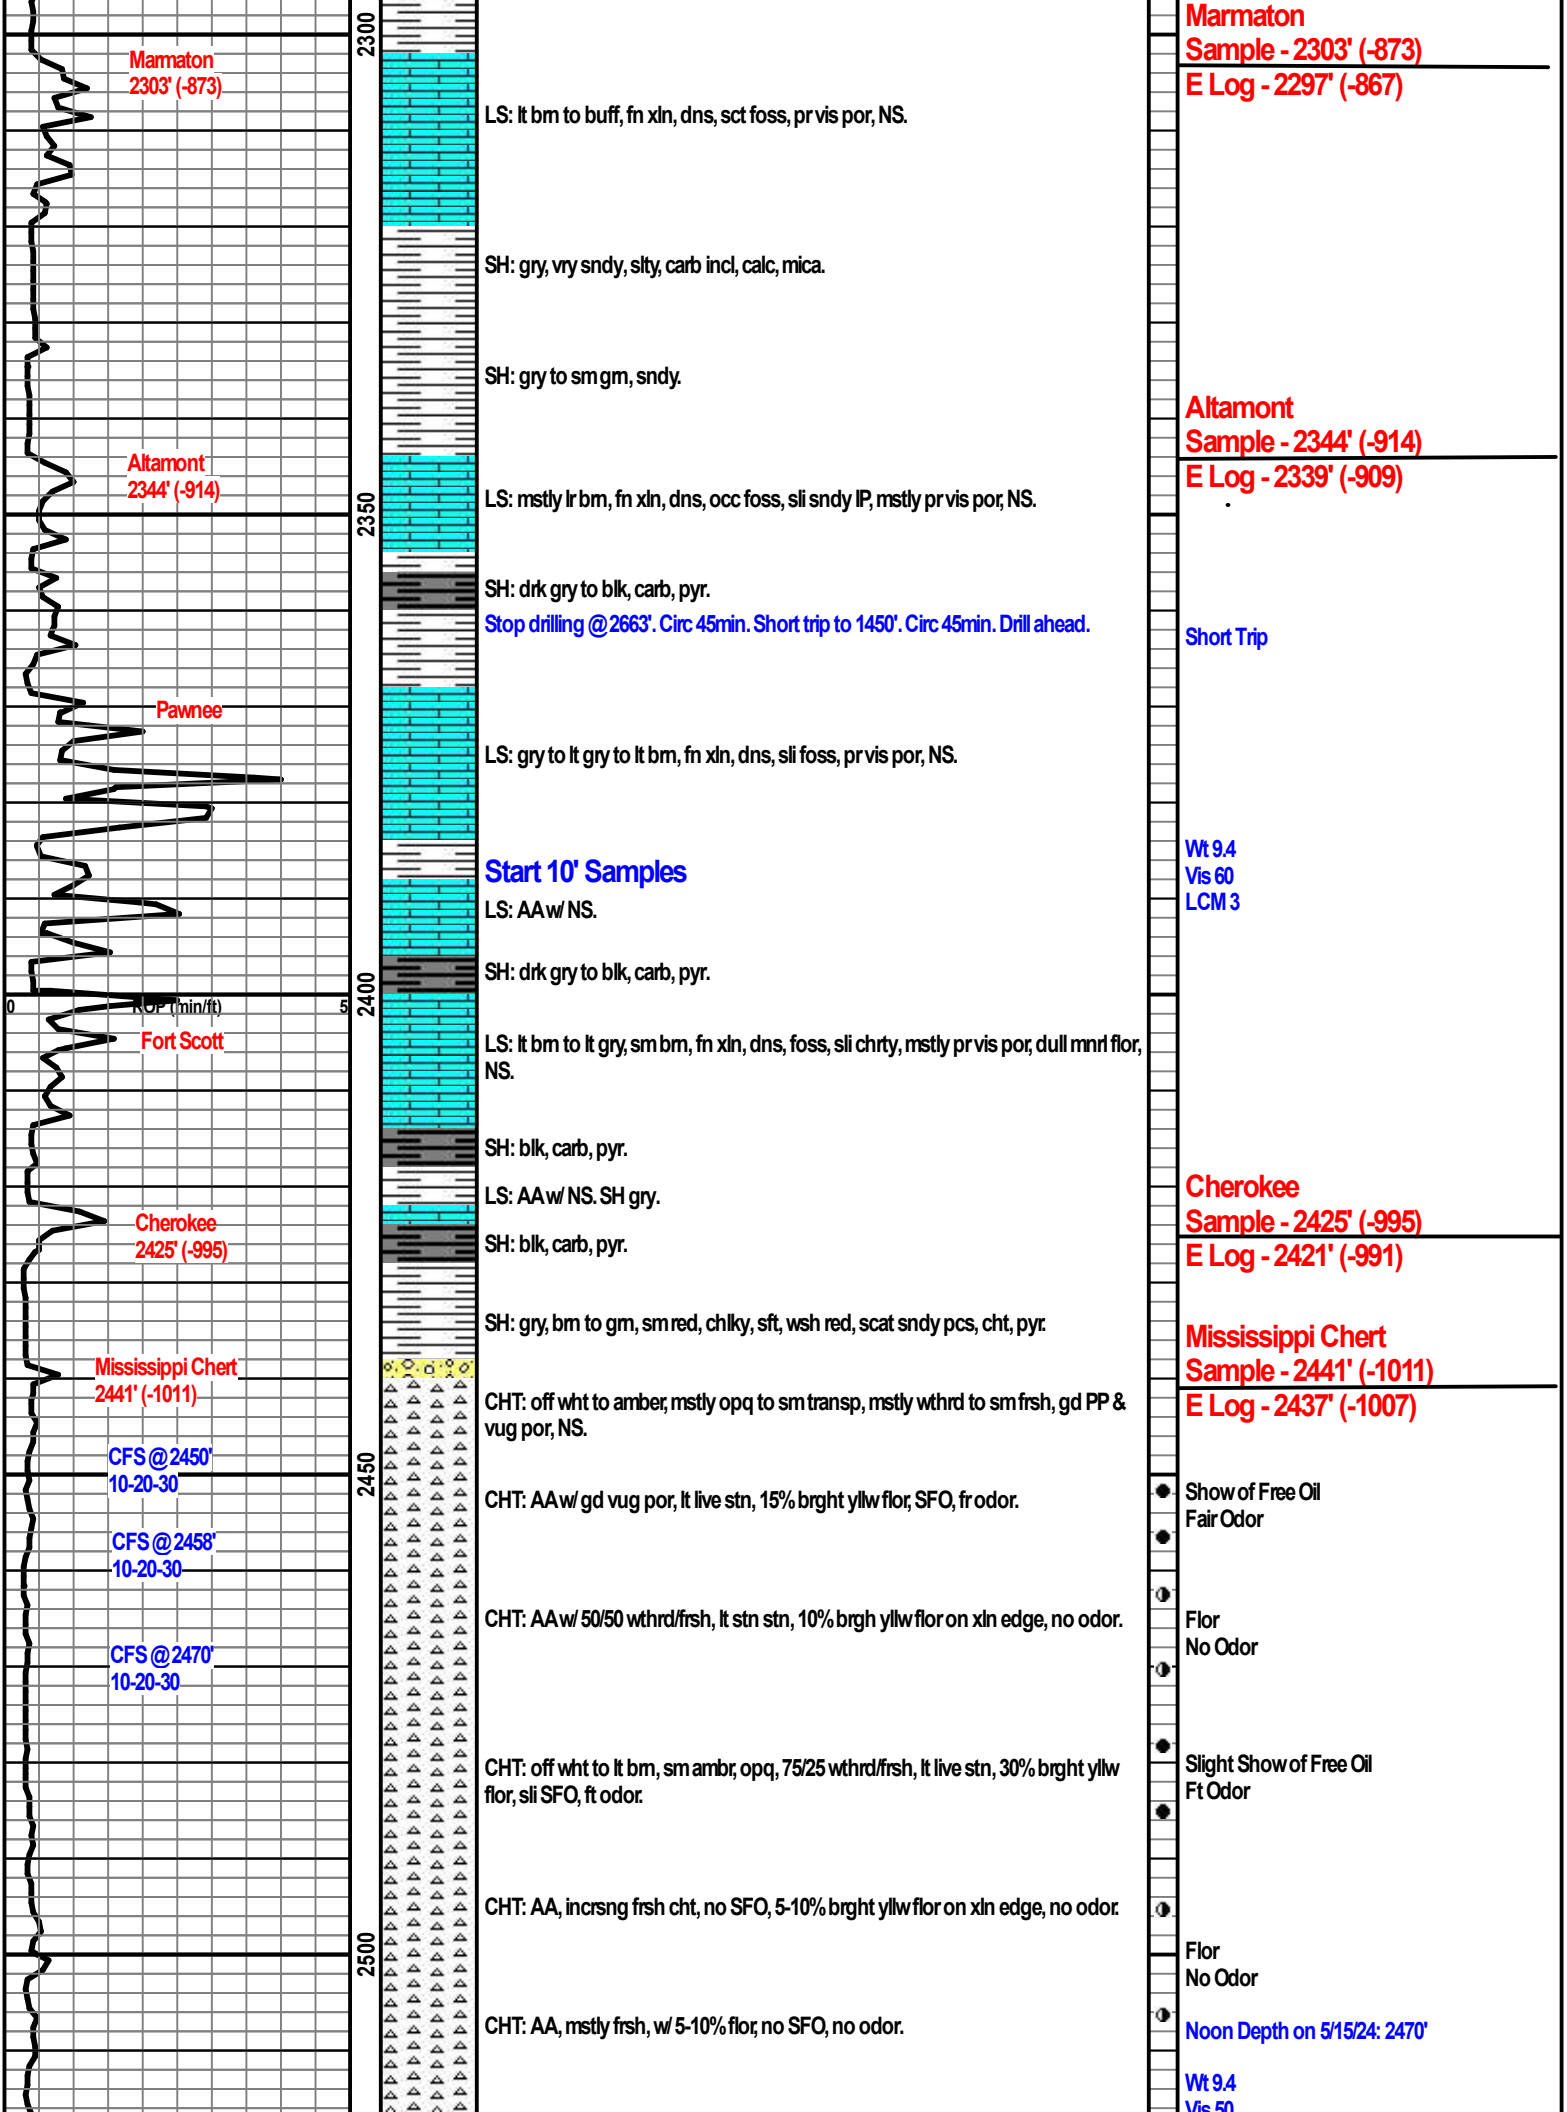 Marmaton
2303' (-873)
Altamont
2344' (-914)
Pawnee
0 ROP (min/ft) 5
Fort Scott
Cherokee
2425' (-995)
Mississippi Chert
2441' (-1011)
CFS @ 2450'
10-20-30
CFS @ 2458'
10-20-30
CFS @ 2470'
10-20-30
2300
2350
2400
2450
2500
LS: lt brn to buff, fn xln, dns, sct foss, pr vis por, NS.
SH: gry, vry sndy, slty, carb incl, calc, mica.
SH: gry to sm grn, sndy.
LS: mstly lr brn, fn xln, dns, occ foss, sli sndy IP, mstly pr vis por, NS.
SH: drk gry to blk, carb, pyr.
Stop drilling @ 2663'. Circ 45min. Short trip to 1450'. Circ 45min. Drill ahead.
LS: gry to lt gry to lt brn, fn xln, dns, sli foss, pr vis por, NS.
Start 10' Samples
LS: AA w/ NS.
SH: drk gry to blk, carb, pyr.
LS: lt brn to lt gry, sm brn, fn xln, dns, foss, sli chrty, mstly pr vis por, dull mnrl flor,
NS.
SH: blk, carb, pyr.
LS: AA w/ NS. SH gry.
SH: blk, carb, pyr.
SH: gry, brn to grn, sm red, chlky, sft, wsh red, scat sndy pcs, cht, pyr.
CHT: off wht to amber, mstly opq to sm transp, mstly wthrd to sm frsh, gd PP &
vug por, NS.
CHT: AA w/ gd vug por, lt live stn, 15% brght yllw flor, SFO, fr odor.
CHT: AA w/ 50/50 wthrd/frsh, lt stn stn, 10% brgh yllw flor on xln edge, no odor.
CHT: off wht to lt brn, sm ambr, opq, 75/25 wthrd/frsh, lt live stn, 30% brght yllw
flor, sli SFO, ft odor.
CHT: AA, incrsng frsh cht, no SFO, 5-10% brght yllw flor on xln edge, no odor.
CHT: AA, mstly frsh, w/ 5-10% flor, no SFO, no odor.
Marmaton
Sample - 2303' (-873)
E Log - 2297' (-867)
Altamont
Sample - 2344' (-914)
E Log - 2339' (-909)
.
Short Trip
Wt 9.4
Vis 60
LCM 3
Cherokee
Sample - 2425' (-995)
E Log - 2421' (-991)
Mississippi Chert
Sample - 2441' (-1011)
E Log - 2437' (-1007)
Show of Free Oil
Fair Odor
Flor
No Odor
Slight Show of Free Oil
Ft Odor
Flor
No Odor
Noon Depth on 5/15/24: 2470'
Wt 9.4
Vis 50